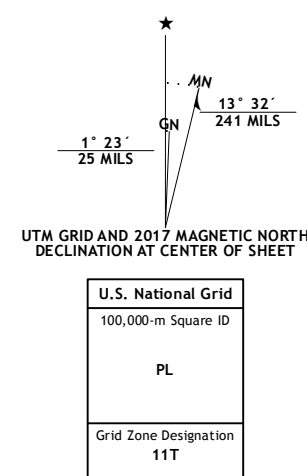 MN
GN
13° 32´
241 MILS
1° 23´
25 MILS
UTM GRID AND 2017 MAGNETIC NORTH
DECLINATION AT CENTER OF SHEET
U.S. National Grid
100,000-m Square ID
PL
Grid Zone Designation
11T